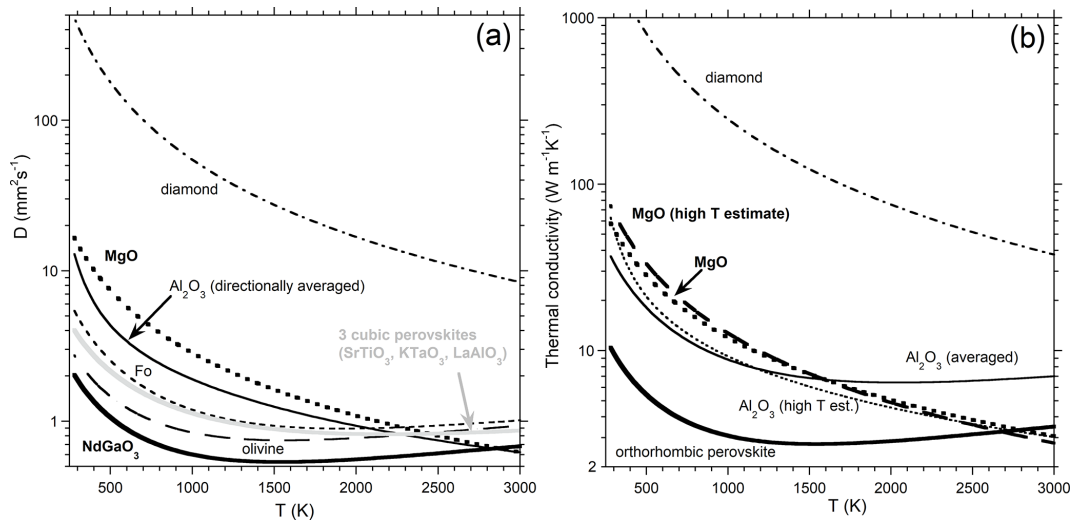 (a)
D (mm²s⁻¹)
100
10
1
diamond
MgO
Al₂O₃ (directionally averaged)
3 cubic perovskites
(SrTiO₃, KTaO₃, LaAlO₃)
Fo
olivine
NdGaO₃
500 1000 1500 2000 2500 3000
T (K)
(b)
Thermal conductivity (W m⁻¹K⁻¹)
1000
100
10
2
diamond
MgO (high T estimate)
MgO
Al₂O₃ (averaged)
Al₂O₃ (high T est.)
orthorhombic perovskite
500 1000 1500 2000 2500 3000
T (K)